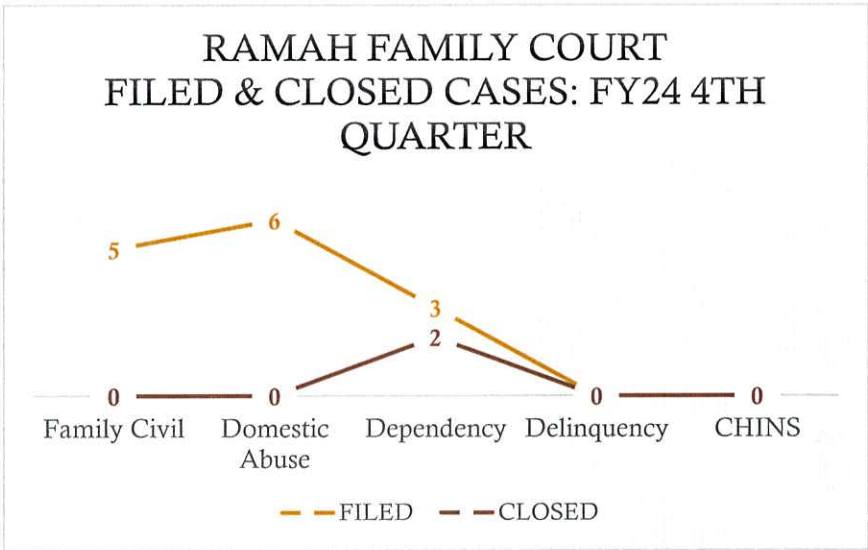 RAMAH FAMILY COURT
FILED & CLOSED CASES: FY24 4TH
QUARTER
5
6
3
2
0
0
0
0
Family Civil
Domestic
Abuse
Dependency
Delinquency
CHINS
FILED
CLOSED